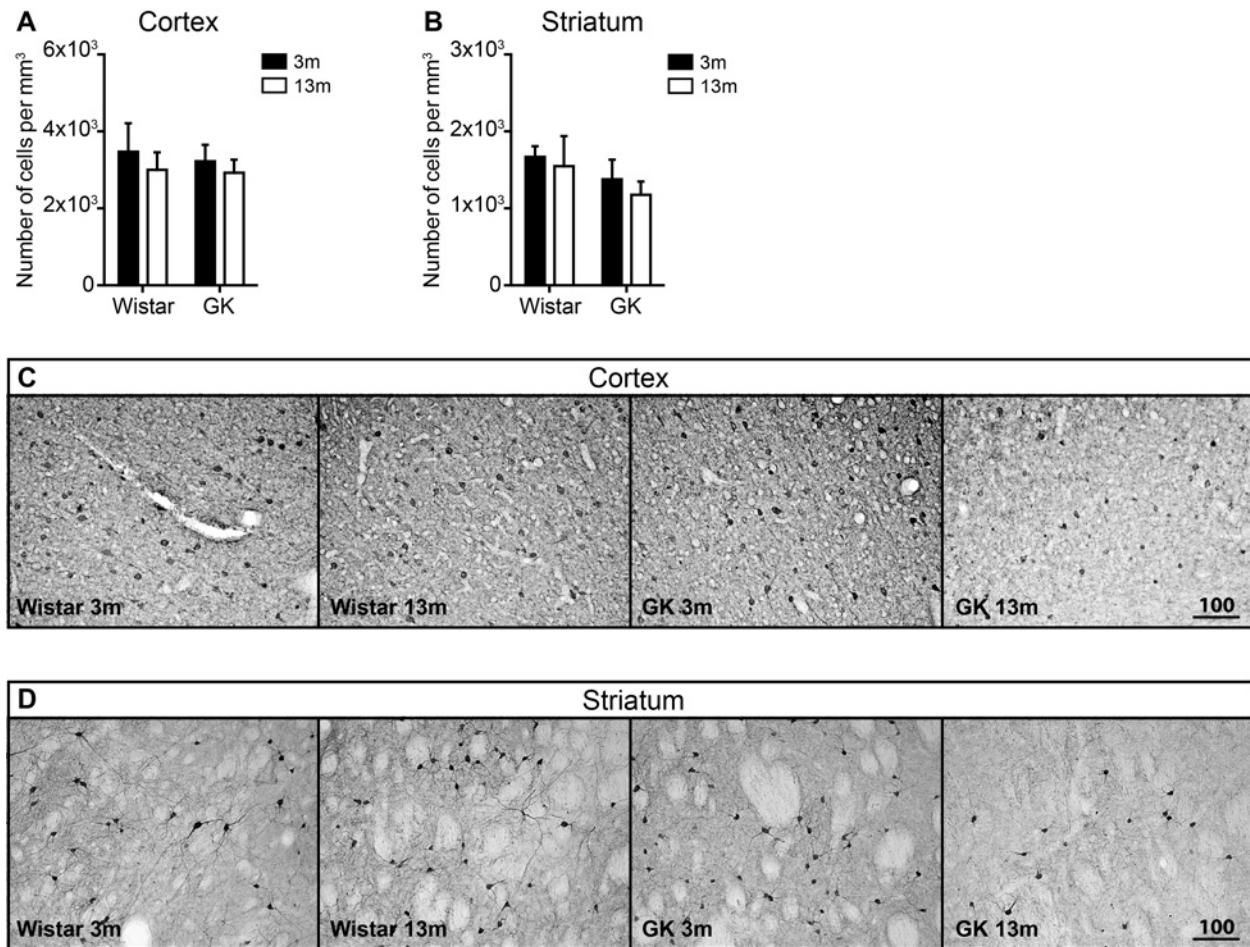 A Cortex
Number of cells per mm³
6x10³
4x10³
2x10³
0
Wistar GK
3m
13m
B Striatum
Number of cells per mm³
3x10³
2x10³
1x10³
0
Wistar GK
3m
13m
C Cortex
Wistar 3m Wistar 13m GK 3m GK 13m 100
D Striatum
Wistar 3m Wistar 13m GK 3m GK 13m 100